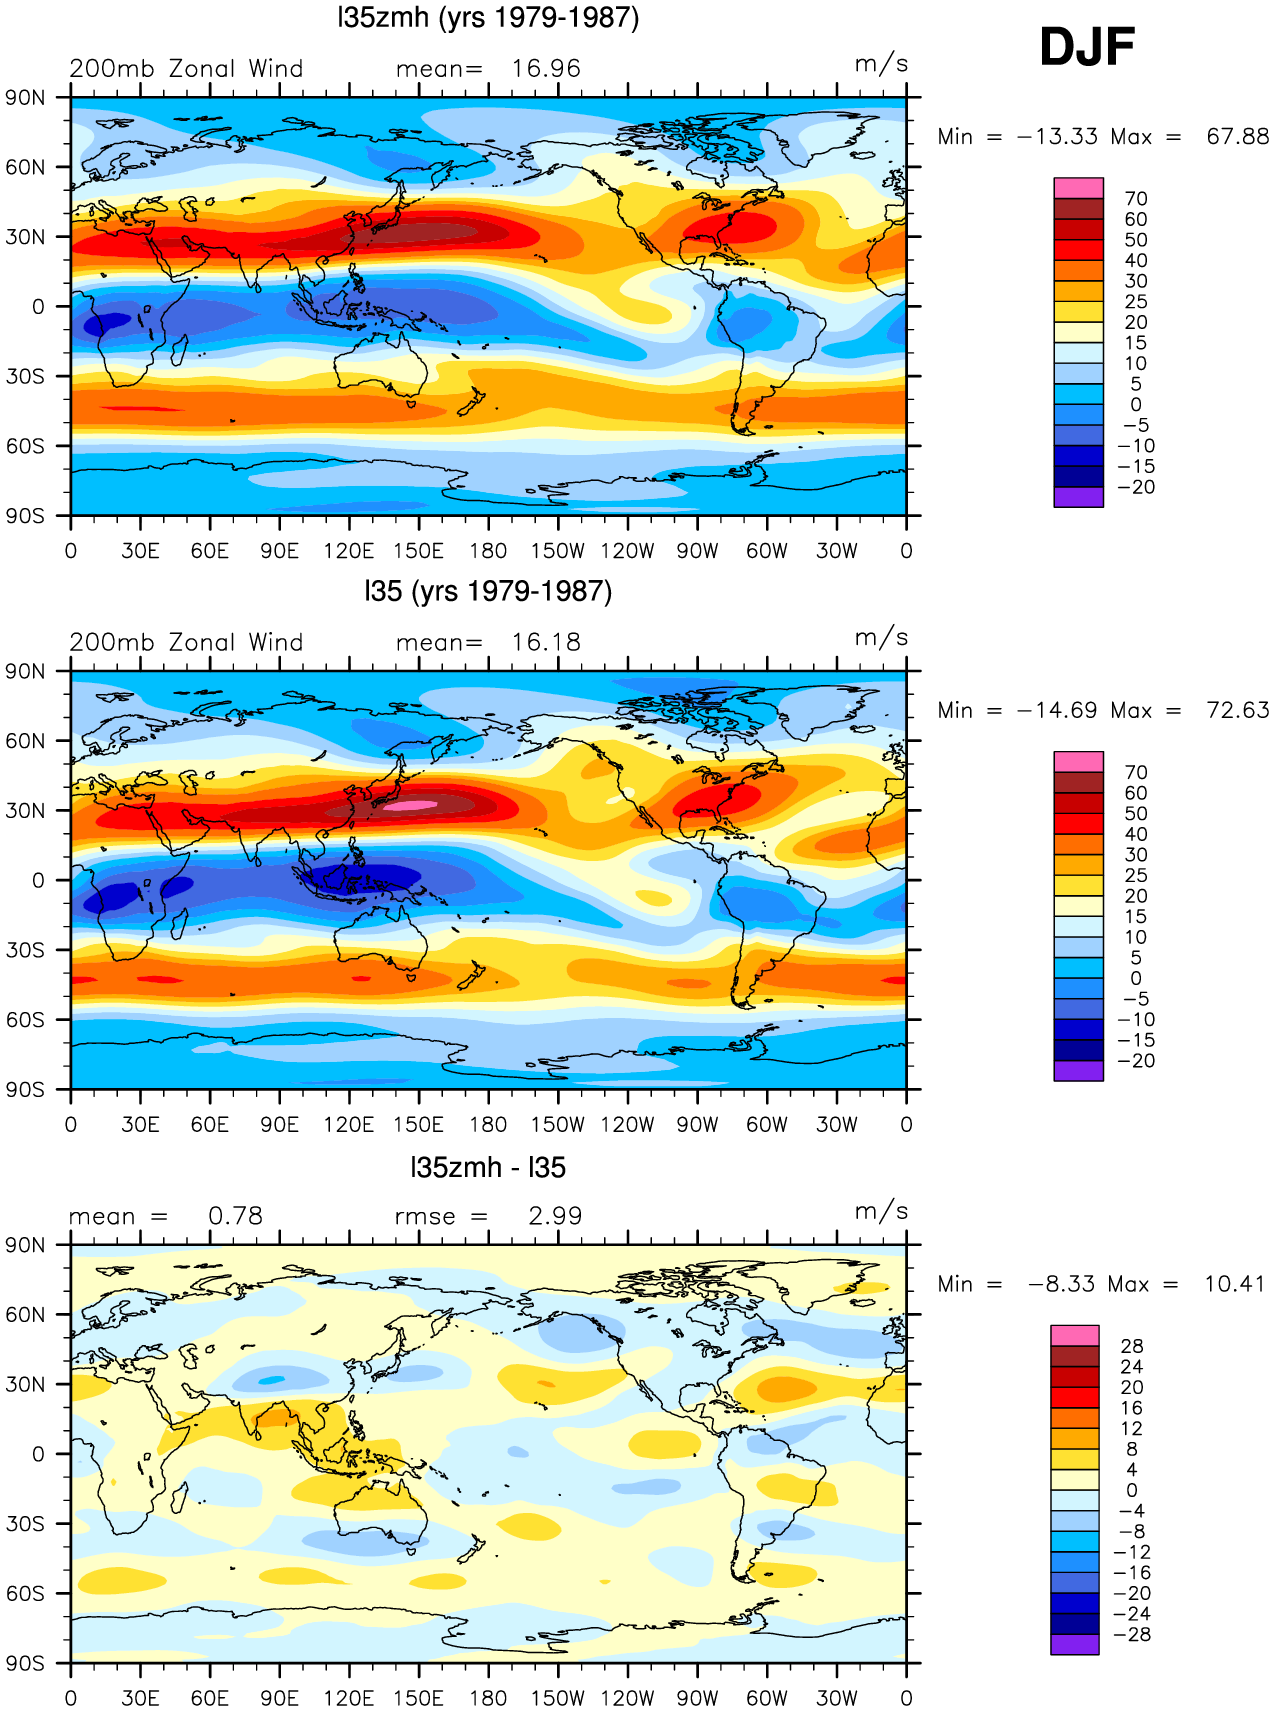 l35zmh (yrs 1979-1987)
DJF
200mb Zonal Wind mean= 16.96 m/s
Min = −13.33 Max = 67.88
90N
60N
30N
0
30S
60S
90S
0 30E 60E 90E 120E 150E 180 150W 120W 90W 60W 30W 0
70
60
50
40
30
25
20
15
10
5
0
−5
−10
−15
−20
l35 (yrs 1979-1987)
200mb Zonal Wind mean= 16.18 m/s
Min = −14.69 Max = 72.63
90N
60N
30N
0
30S
60S
90S
0 30E 60E 90E 120E 150E 180 150W 120W 90W 60W 30W 0
70
60
50
40
30
25
20
15
10
5
0
−5
−10
−15
−20
l35zmh - l35
mean = 0.78 rmse = 2.99 m/s
Min = −8.33 Max = 10.41
90N
60N
30N
0
30S
60S
90S
0 30E 60E 90E 120E 150E 180 150W 120W 90W 60W 30W 0
28
24
20
16
12
8
4
0
−4
−8
−12
−16
−20
−24
−28